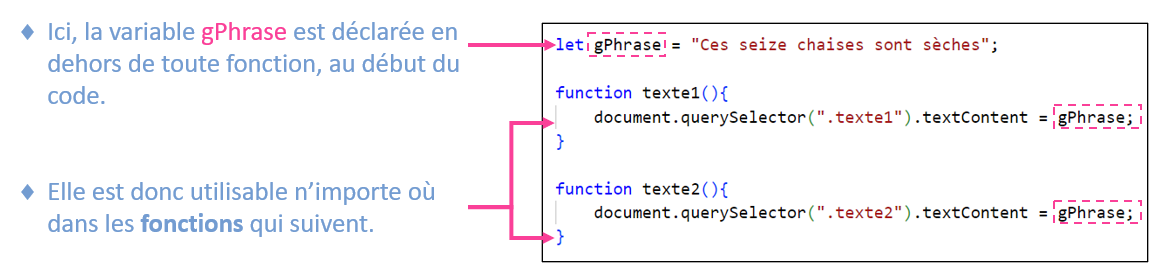 ♦ Ici, la variable gPhrase est déclarée en
dehors de toute fonction, au début du
code.
♦ Elle est donc utilisable n’importe où
dans les fonctions qui suivent.
let gPhrase = "Ces seize chaises sont sèches";
function texte1(){
document.querySelector(".texte1").textContent = gPhrase;
}
function texte2(){
document.querySelector(".texte2").textContent = gPhrase;
}